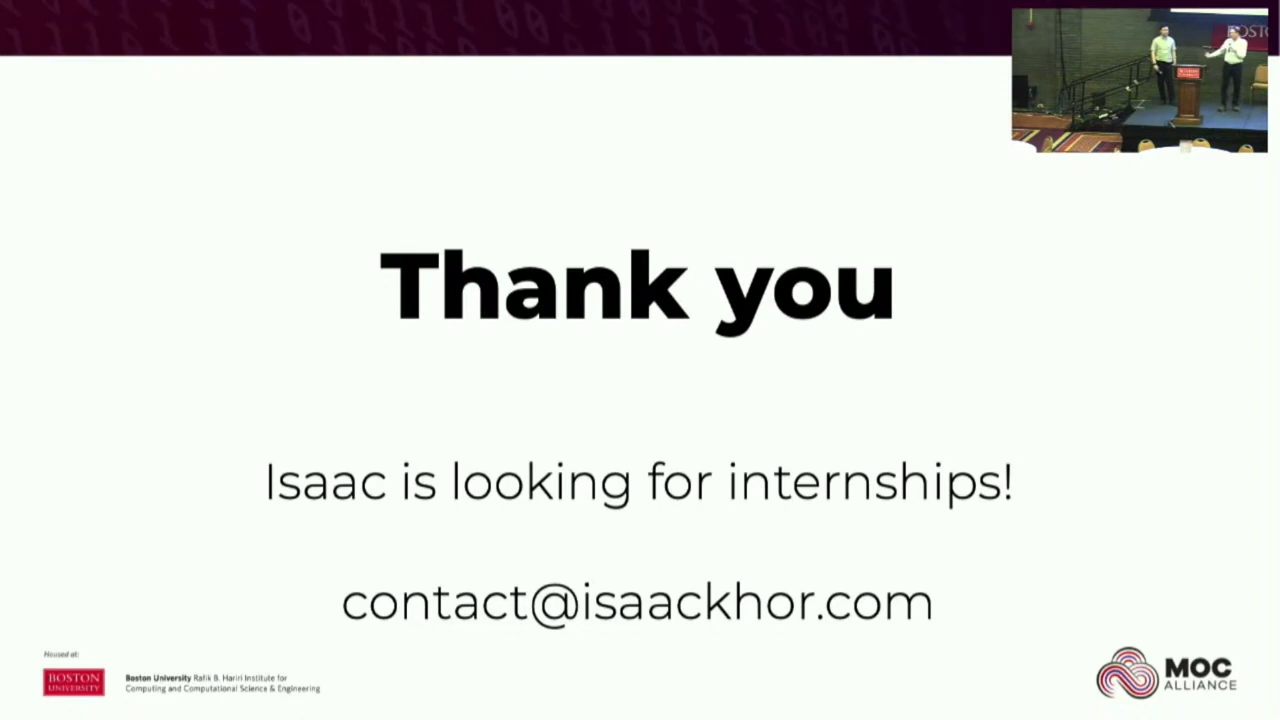 Thank you
Isaac is looking for internships!
contact@isaackhor.com
Housed at:
BOSTON
UNIVERSITY
Boston University Rafik B. Hariri Institute for
Computing and Computational Science & Engineering
MOC
ALLIANCE